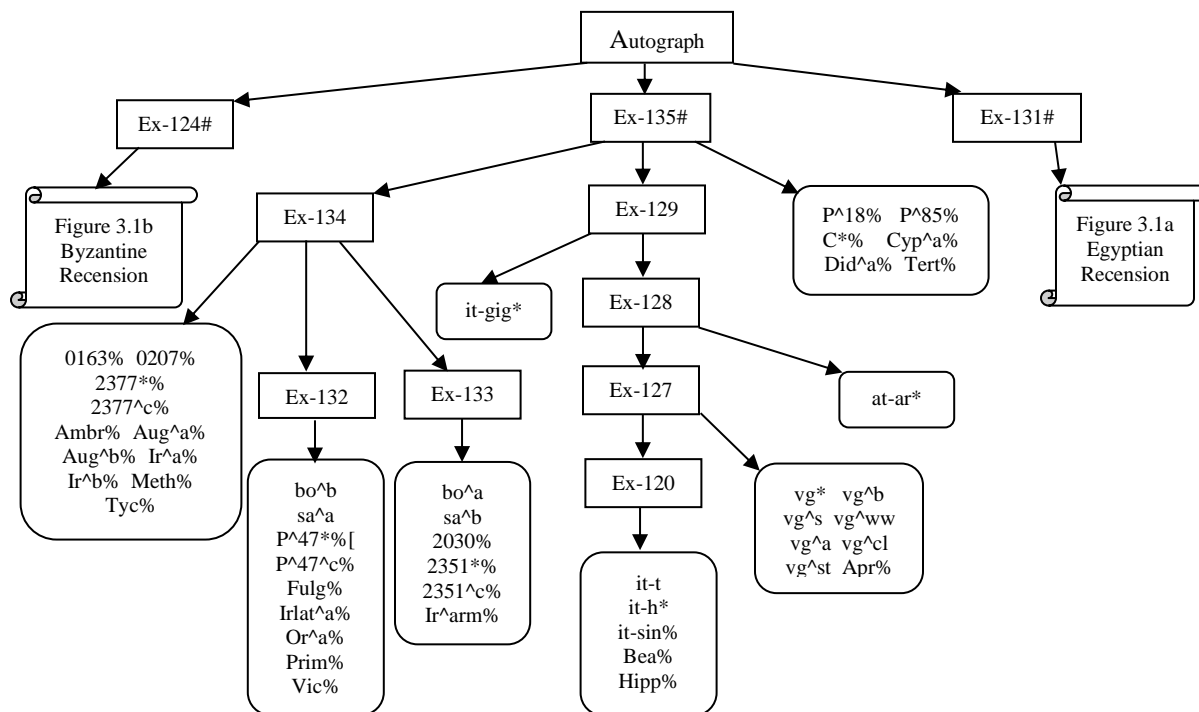 Autograph
Ex-124#
Ex-135#
Ex-131#
Figure 3.1b
Byzantine
Recension
Ex-134
Ex-129
P^18% P^85%
C*% Cyp^a%
Did^a% Tert%
Figure 3.1a
Egyptian
Recension
it-gig*
Ex-128
0163% 0207%
2377*%
2377^c%
Ambr% Aug^a%
Aug^b% Ir^a%
Ir^b% Meth%
Tyc%
Ex-132
Ex-133
Ex-127
at-ar*
bo^b
sa^a
P^47*%[
P^47^c%
Fulg%
Irlat^a%
Or^a%
Prim%
Vic%
bo^a
sa^b
2030%
2351*%
2351^c%
Ir^arm%
Ex-120
vg* vg^b
vg^s vg^ww
vg^a vg^cl
vg^st Apr%
it-t
it-h*
it-sin%
Bea%
Hipp%